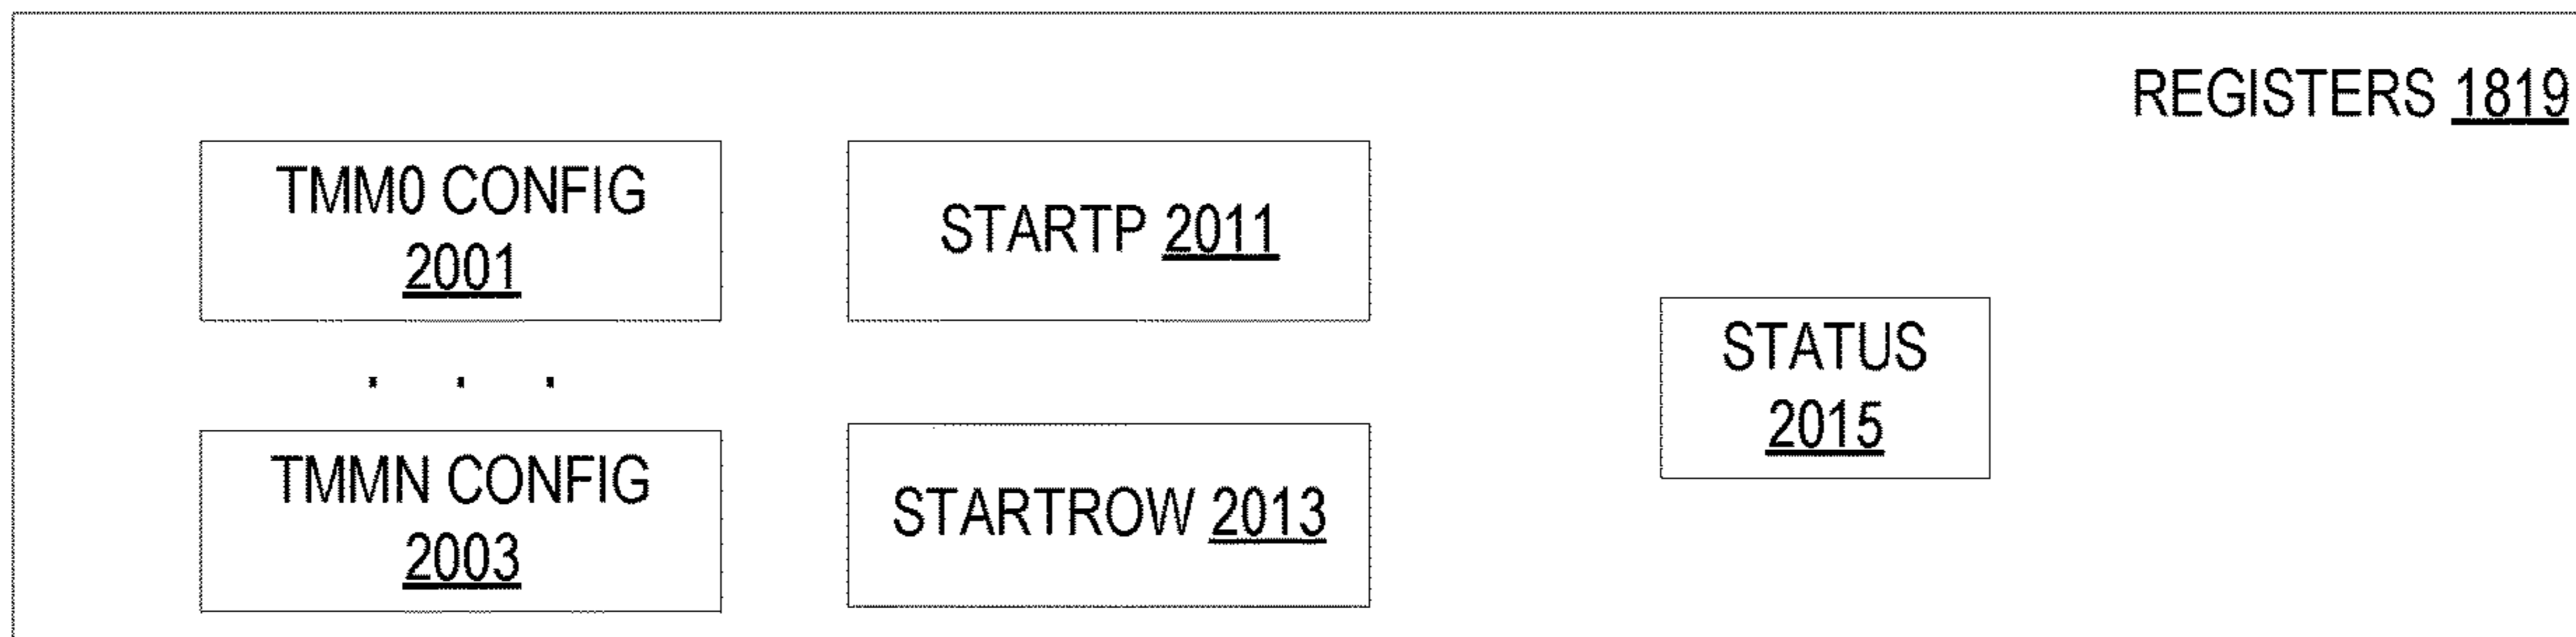 REGISTERS 1819
TMM0 CONFIG
2001
STARTP 2011
STATUS
2015
. . .
TMMN CONFIG
2003
STARTROW 2013